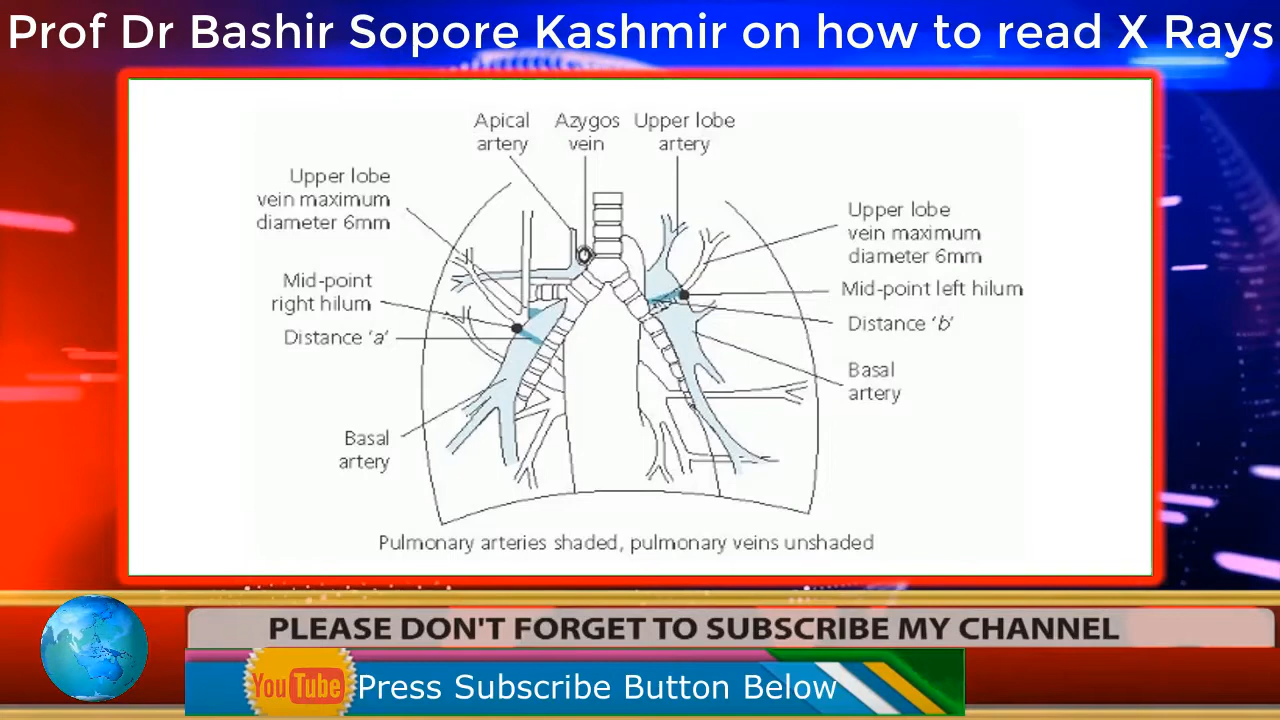 Prof Dr Bashir Sopore Kashmir on how to read X Rays
Apical
artery
Azygos
vein
Upper lobe
artery
Upper lobe
vein maximum
diameter 6mm
Mid-point
right hilum
Distance ‘a’
Basal
artery
Upper lobe
vein maximum
diameter 6mm
Mid-point left hilum
Distance ‘b’
Basal
artery
Pulmonary arteries shaded, pulmonary veins unshaded
PLEASE DON'T FORGET TO SUBSCRIBE MY CHANNEL
YouTube
Press Subscribe Button Below